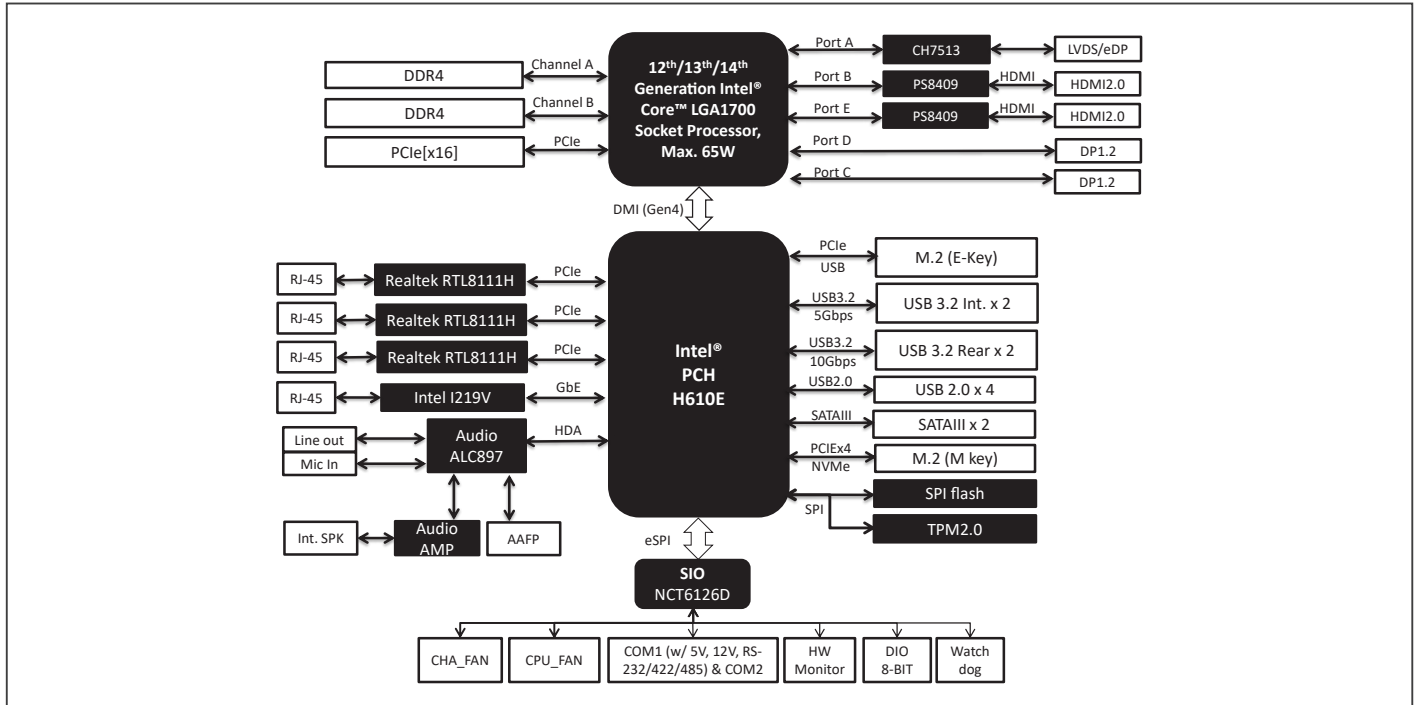 DDR4
Channel A
DDR4
Channel B
PCIe[x16]
PCIe
12th/13th/14th
Generation Intel®
Core™ LGA1700
Socket Processor,
Max. 65W
Port A
CH7513
LVDS/eDP
Port B
PS8409
HDMI
HDMI2.0
Port E
PS8409
HDMI
HDMI2.0
Port D
DP1.2
Port C
DP1.2
DMI (Gen4)
RJ-45
Realtek RTL8111H
PCIe
RJ-45
Realtek RTL8111H
PCIe
RJ-45
Realtek RTL8111H
PCIe
RJ-45
Intel I219V
GbE
Line out
Mic In
Audio
ALC897
HDA
Int. SPK
Audio
AMP
AAFP
Intel®
PCH
H610E
PCIe
USB
M.2 (E-Key)
USB3.2
5Gbps
USB 3.2 Int. x 2
USB3.2
10Gbps
USB 3.2 Rear x 2
USB2.0
USB 2.0 x 4
SATAIII
SATAIII x 2
PCIEx4
NVMe
M.2 (M key)
SPI
SPI flash
TPM2.0
eSPI
SIO
NCT6126D
CHA_FAN
CPU_FAN
COM1 (w/ 5V, 12V, RS-
232/422/485) & COM2
HW
Monitor
DIO
8-BIT
Watch
dog